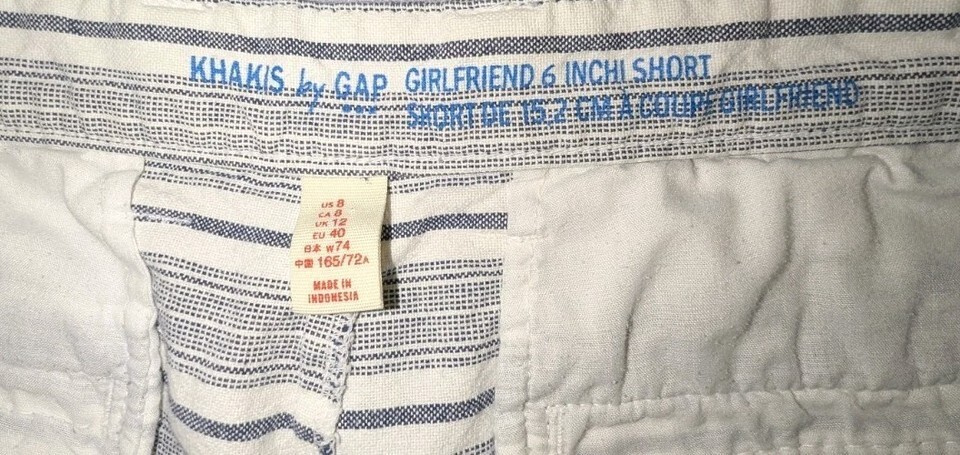 KHAKIS by GAP GIRLFRIEND 6 INCHI SHORT
SHORT DE 15.2 CM À COUPE GIRLFRIEND
US 8
CA 8
UK 12
EU 40
日本 W74
中国 165/72A
MADE IN
INDONESIA